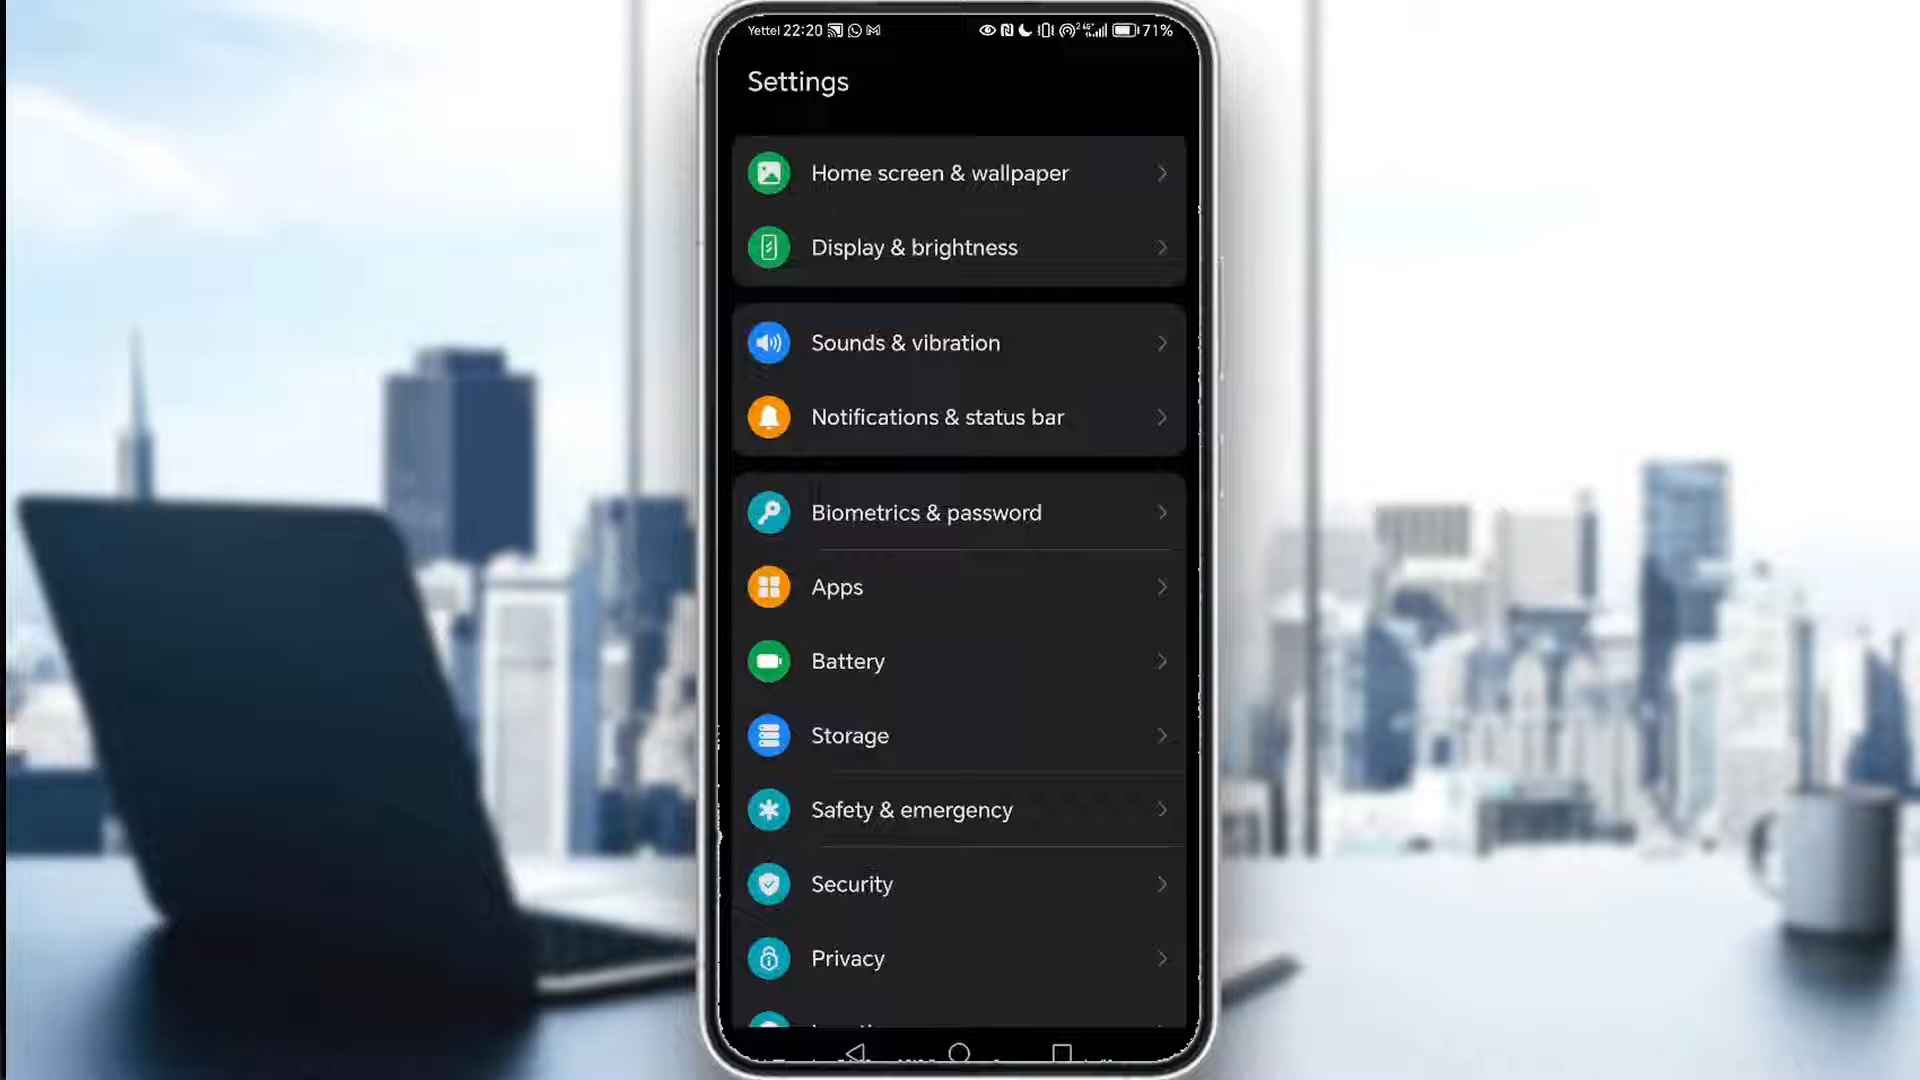 Yettel 22:20 71%
Settings
Home screen & wallpaper
Display & brightness
Sounds & vibration
Notifications & status bar
Biometrics & password
Apps
Battery
Storage
Safety & emergency
Security
Privacy